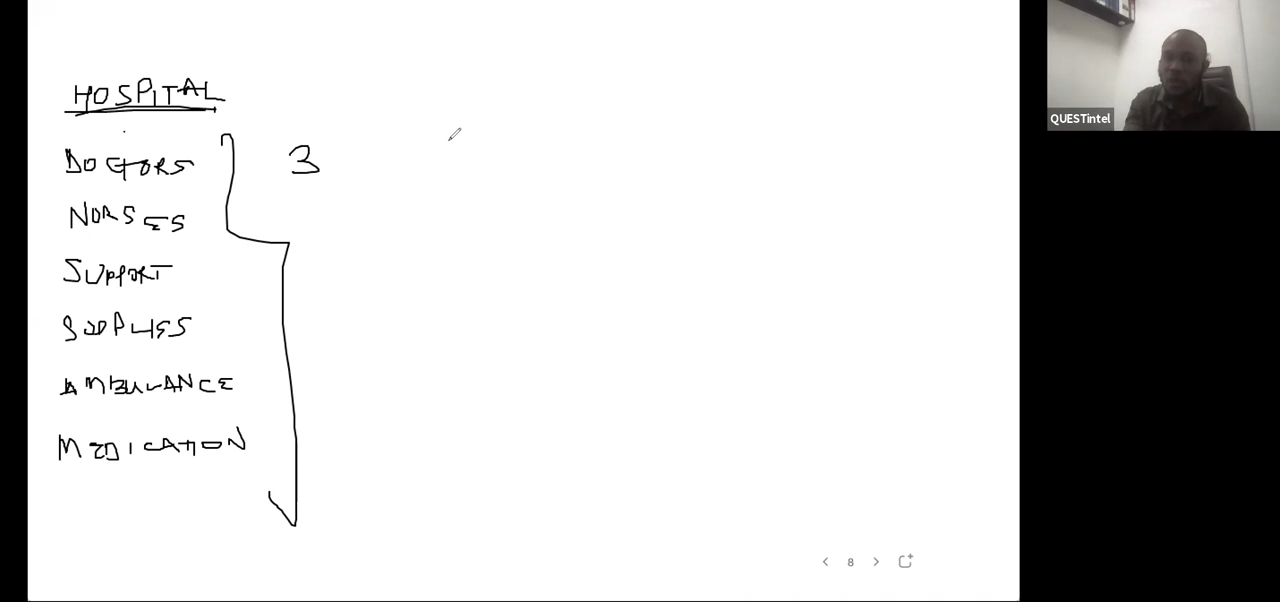 HOSPITAL
DOCTORS
3
NURSES
SUPPORT
SUPPLIES
AMBULANCE
MEDICATION
8
QUESTintel